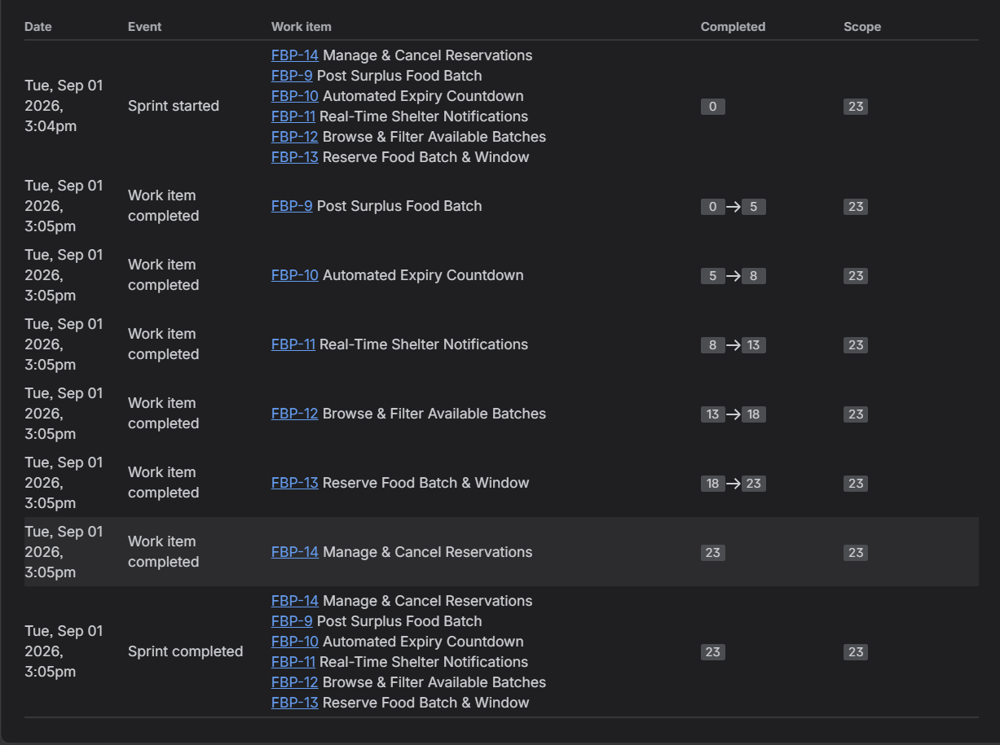 Date Event Work item Completed Scope
FBP-14 Manage & Cancel Reservations
FBP-9 Post Surplus Food Batch
Tue, Sep 01
FBP-10 Automated Expiry Countdown
2026, Sprint started 0 23
FBP-11 Real-Time Shelter Notifications
3:04pm
FBP-12 Browse & Filter Available Batches
FBP-13 Reserve Food Batch & Window
Tue, Sep 01
Work item
2026, FBP-9 Post Surplus Food Batch 0 → 5 23
completed
3:05pm
Tue, Sep 01
Work item
2026, FBP-10 Automated Expiry Countdown 5 → 8 23
completed
3:05pm
Tue, Sep 01
Work item
2026, FBP-11 Real-Time Shelter Notifications 8 → 13 23
completed
3:05pm
Tue, Sep 01
Work item
2026, FBP-12 Browse & Filter Available Batches 13 → 18 23
completed
3:05pm
Tue, Sep 01
Work item
2026, FBP-13 Reserve Food Batch & Window 18 → 23 23
completed
3:05pm
Tue, Sep 01
Work item
2026, FBP-14 Manage & Cancel Reservations 23 23
completed
3:05pm
FBP-14 Manage & Cancel Reservations
FBP-9 Post Surplus Food Batch
Tue, Sep 01
FBP-10 Automated Expiry Countdown
2026, Sprint completed 23 23
FBP-11 Real-Time Shelter Notifications
3:05pm
FBP-12 Browse & Filter Available Batches
FBP-13 Reserve Food Batch & Window